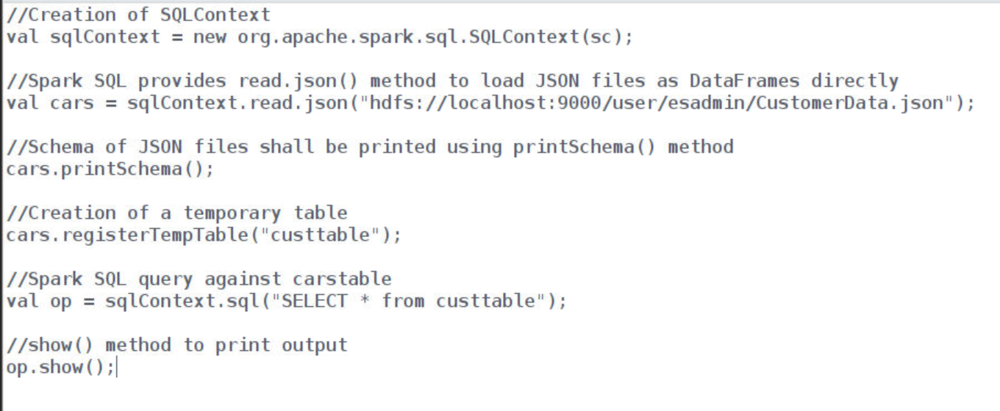 //Creation of SQLContext
val sqlContext = new org.apache.spark.sql.SQLContext(sc);
//Spark SQL provides read.json() method to load JSON files as DataFrames directly
val cars = sqlContext.read.json("hdfs://localhost:9000/user/esadmin/CustomerData.json");
//Schema of JSON files shall be printed using printSchema() method
cars.printSchema();
//Creation of a temporary table
cars.registerTempTable("custtable");
//Spark SQL query against carstable
val op = sqlContext.sql("SELECT * from custtable");
//show() method to print output
op.show();